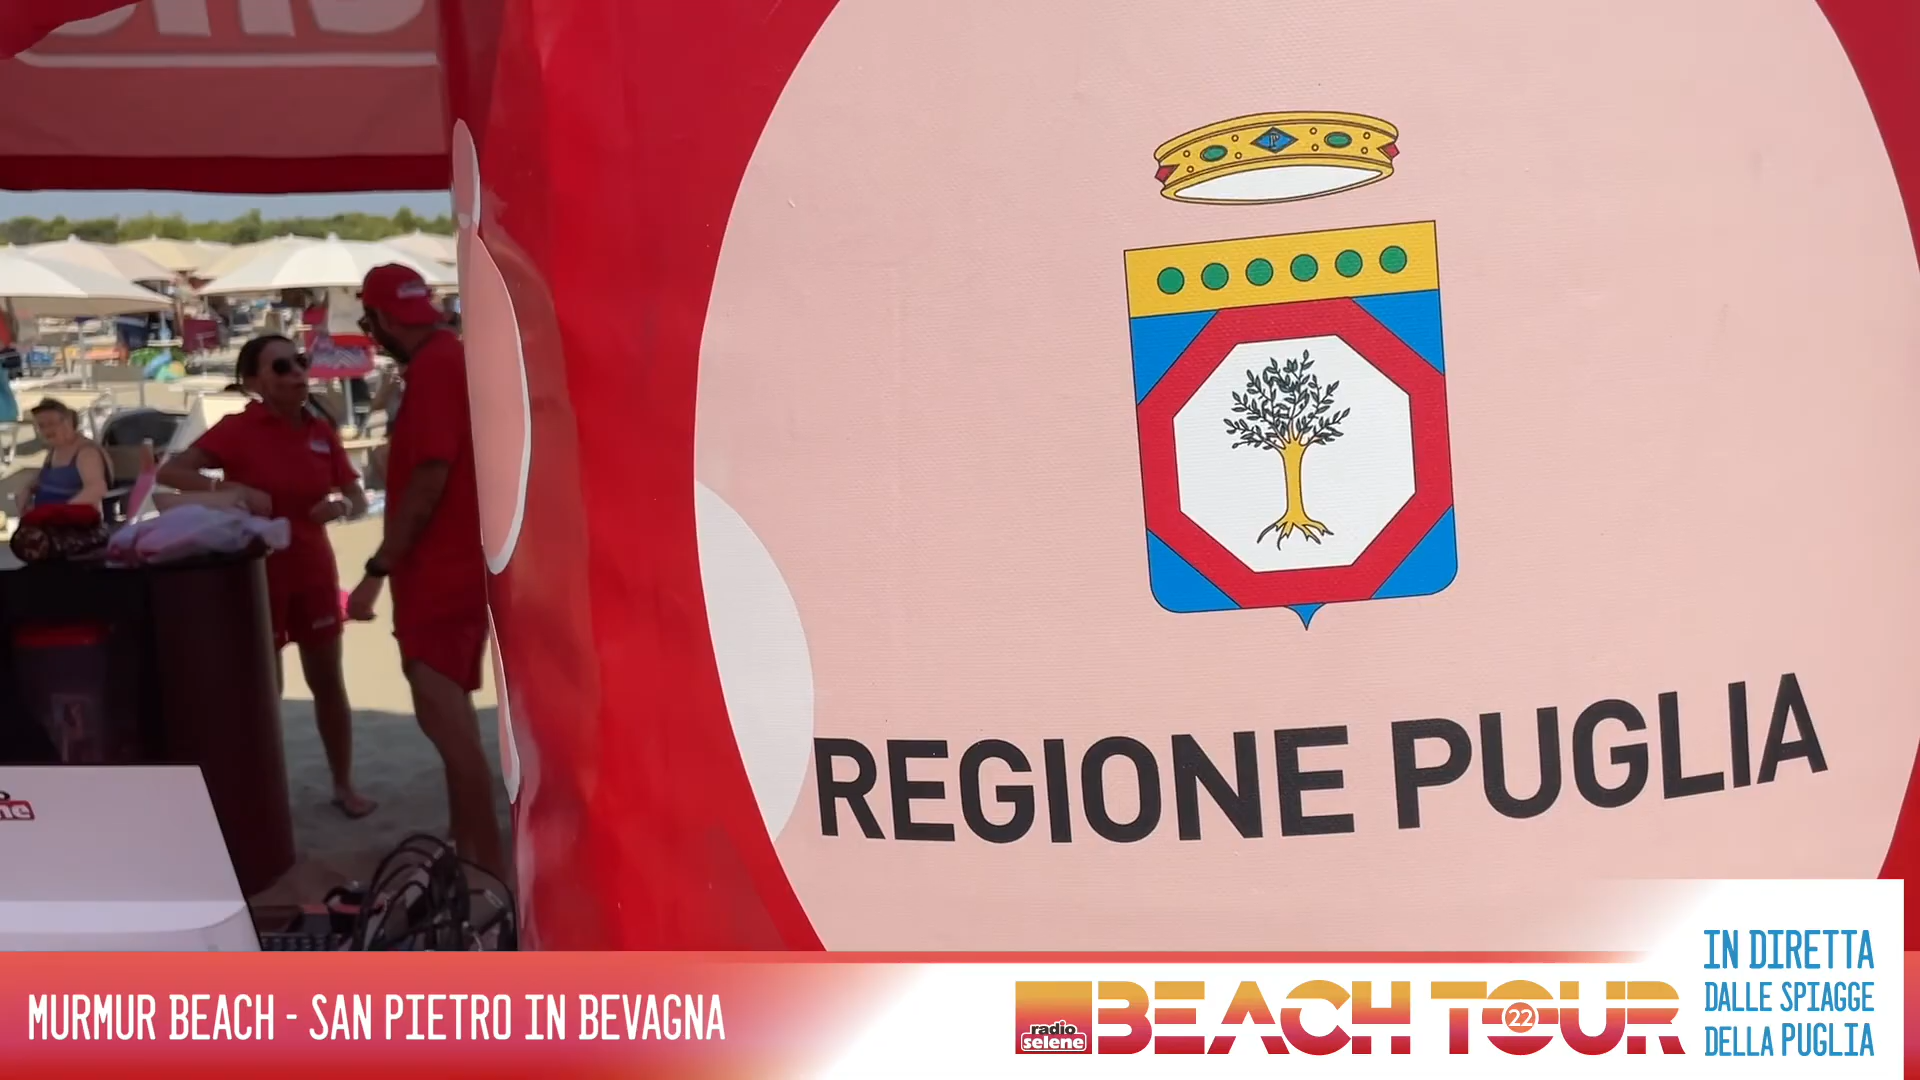 REGIONE PUGLIA
MURMUR BEACH - SAN PIETRO IN BEVAGNA
radio
selene
BEACH TOUR
22
IN DIRETTA
DALLE SPIAGGE
DELLA PUGLIA